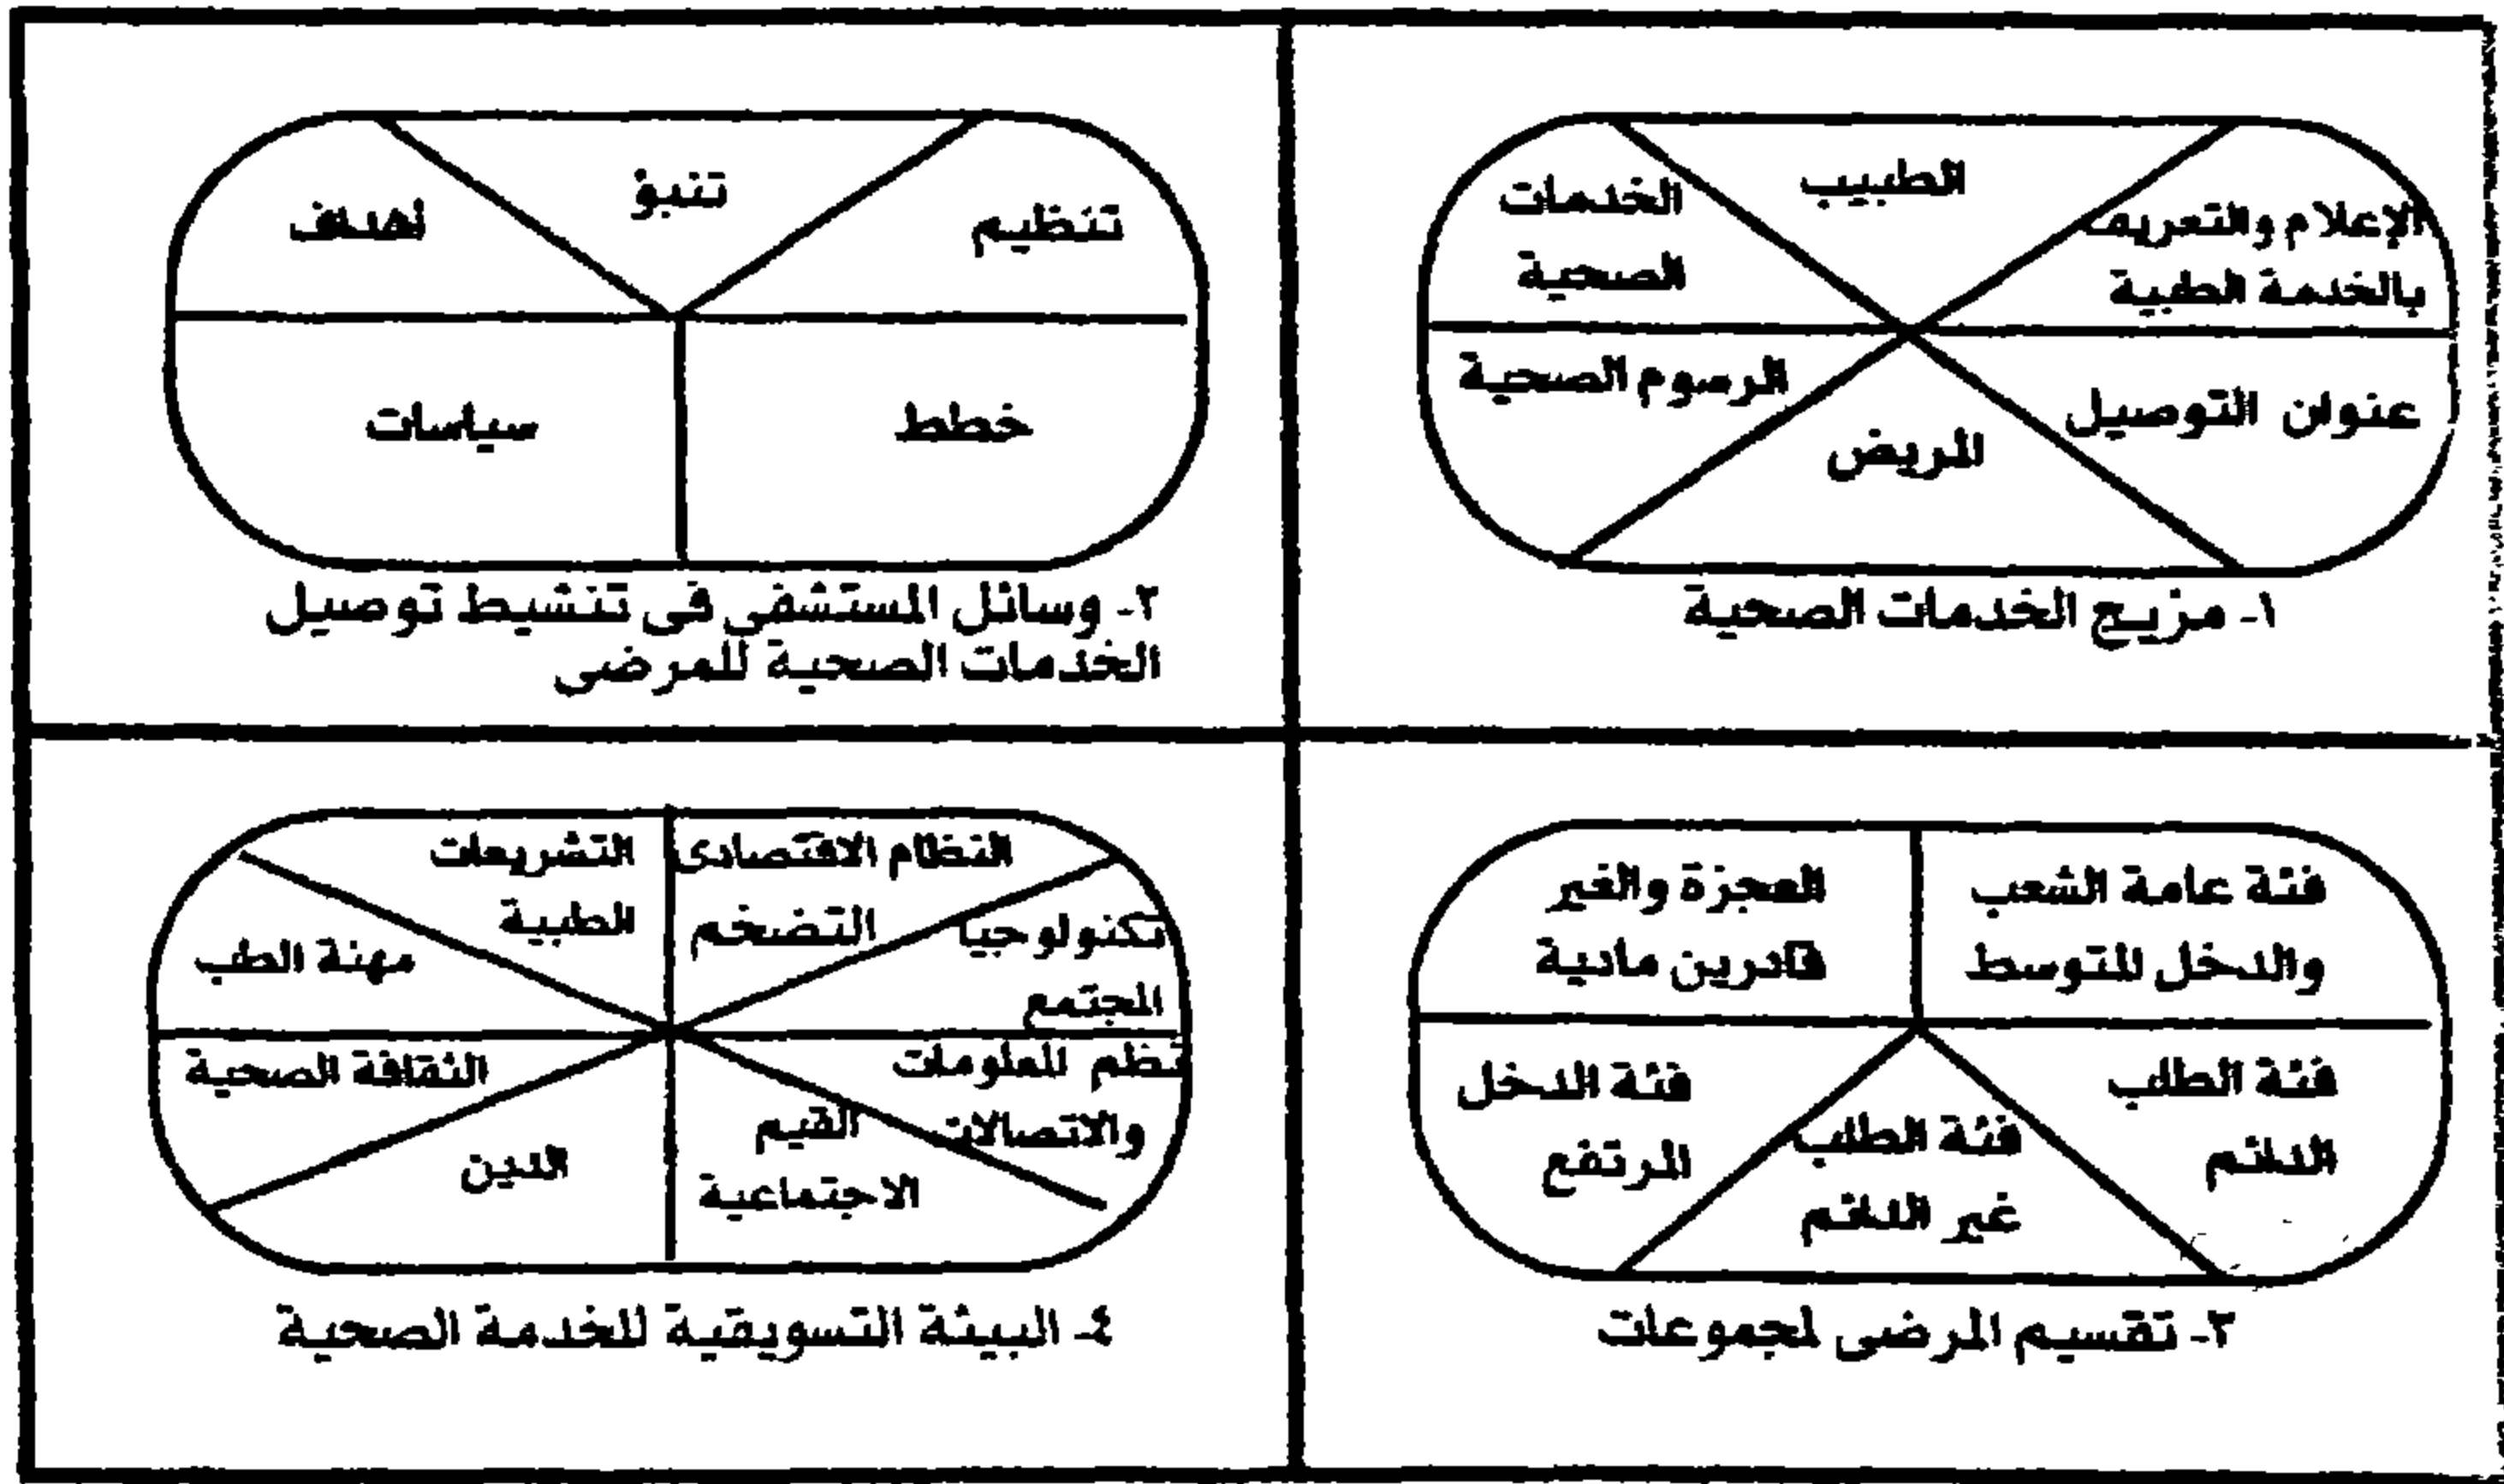 الطبيب
الإعلام والتعريف
بالخدمة الطبية
عنوان التوصيل
المريض
الرسوم الصحية
الخدمات
الصحية
١- مزيج الخدمات الصحية
تنبؤ
تنظيم
خطط
سياسات
٢- وسائل المستشفى فى تنشيط توصيل
الخدمات الصحية للمرضى
فئة عامة الشعب
والدخل المتوسط
فئة الطلب
الدائم
فئة الطلب
غير الدائم
فئة الدخل
المرتفع
العجزة والغير
قادرين مادية
٣- تقسيم المرضى لمجموعات
النظام الاقتصادى
التضخم
تكنولوجيا
المجتمع
نظم المعلومات
والاتصالات
القيم
الاجتماعية
الدين
الثقافة الصحية
مهنة الطب
التشريعات
الطبية
٤- البيئة التسويقية للخدمة الصحية